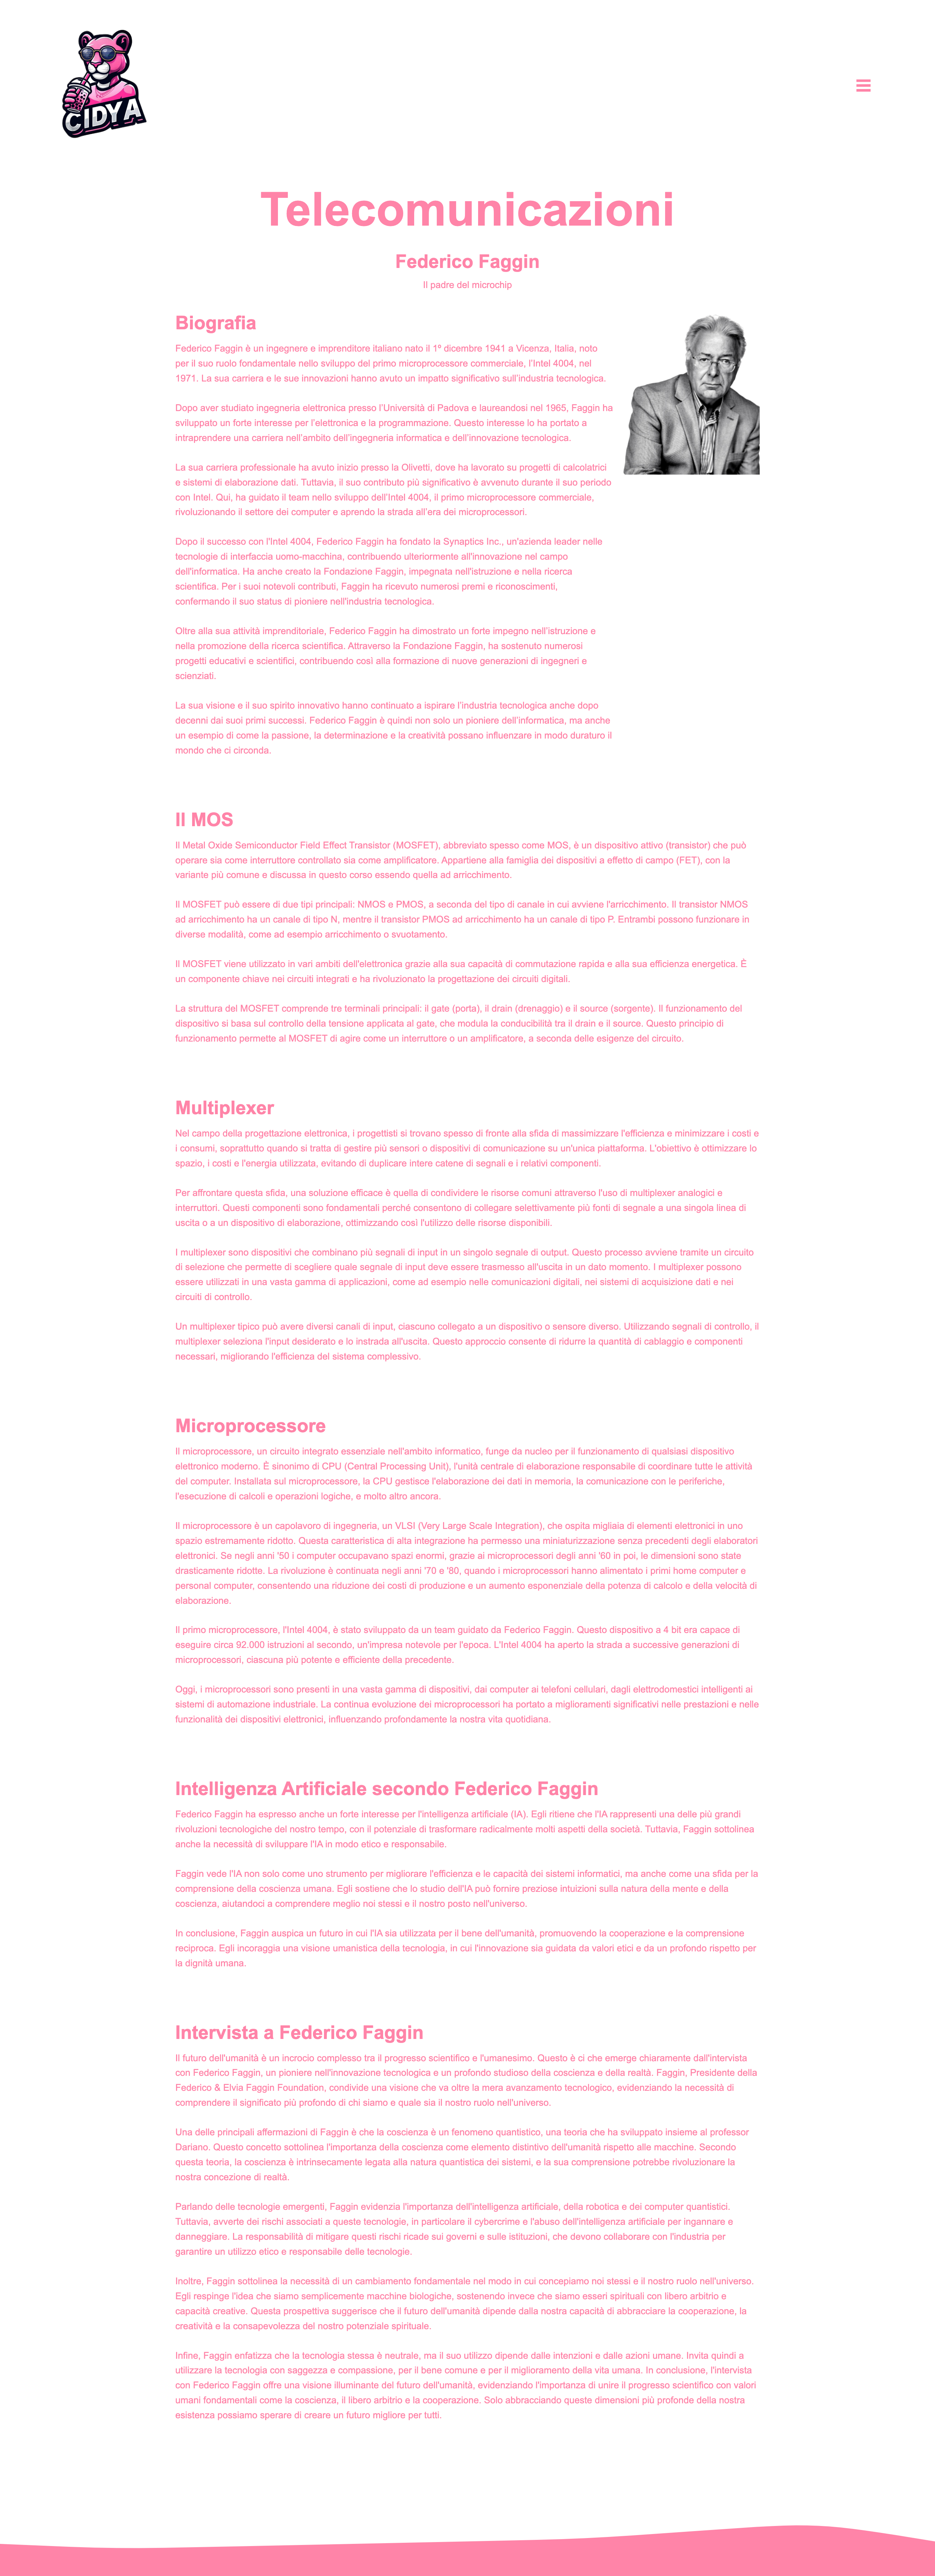 CIDYA
Telecomunicazioni
Federico Faggin
Il padre del microchip
Biografia
Federico Faggin è un ingegnere e imprenditore italiano nato il 1º dicembre 1941 a Vicenza, Italia, noto
per il suo ruolo fondamentale nello sviluppo del primo microprocessore commerciale, l'Intel 4004, nel
1971. La sua carriera e le sue innovazioni hanno avuto un impatto significativo sull'industria tecnologica.
Dopo aver studiato ingegneria elettronica presso l'Università di Padova e laureandosi nel 1965, Faggin ha
sviluppato un forte interesse per l'elettronica e la programmazione. Questo interesse lo ha portato a
intraprendere una carriera nell'ambito dell'ingegneria informatica e dell'innovazione tecnologica.
La sua carriera professionale ha avuto inizio presso la Olivetti, dove ha lavorato su progetti di calcolatrici
e sistemi di elaborazione dati. Tuttavia, il suo contributo più significativo è avvenuto durante il suo periodo
con Intel. Qui, ha guidato il team nello sviluppo dell'Intel 4004, il primo microprocessore commerciale,
rivoluzionando il settore dei computer e aprendo la strada all'era dei microprocessori.
Dopo il successo con l'Intel 4004, Federico Faggin ha fondato la Synaptics Inc., un'azienda leader nelle
tecnologie di interfaccia uomo-macchina, contribuendo ulteriormente all'innovazione nel campo
dell'informatica. Ha anche creato la Fondazione Faggin, impegnata nell'istruzione e nella ricerca
scientifica. Per i suoi notevoli contributi, Faggin ha ricevuto numerosi premi e riconoscimenti,
confermando il suo status di pioniere nell'industria tecnologica.
Oltre alla sua attività imprenditoriale, Federico Faggin ha dimostrato un forte impegno nell'istruzione e
nella promozione della ricerca scientifica. Attraverso la Fondazione Faggin, ha sostenuto numerosi
progetti educativi e scientifici, contribuendo così alla formazione di nuove generazioni di ingegneri e
scienziati.
La sua visione e il suo spirito innovativo hanno continuato a ispirare l'industria tecnologica anche dopo
decenni dai suoi primi successi. Federico Faggin è quindi non solo un pioniere dell'informatica, ma anche
un esempio di come la passione, la determinazione e la creatività possano influenzare in modo duraturo il
mondo che ci circonda.
Il MOS
Il Metal Oxide Semiconductor Field Effect Transistor (MOSFET), abbreviato spesso come MOS, è un dispositivo attivo (transistor) che può
operare sia come interruttore controllato sia come amplificatore. Appartiene alla famiglia dei dispositivi a effetto di campo (FET), con la
variante più comune e discussa in questo corso essendo quella ad arricchimento.
Il MOSFET può essere di due tipi principali: NMOS e PMOS, a seconda del tipo di canale in cui avviene l'arricchimento. Il transistor NMOS
ad arricchimento ha un canale di tipo N, mentre il transistor PMOS ad arricchimento ha un canale di tipo P. Entrambi possono funzionare in
diverse modalità, come ad esempio arricchimento o svuotamento.
Il MOSFET viene utilizzato in vari ambiti dell'elettronica grazie alla sua capacità di commutazione rapida e alla sua efficienza energetica. È
un componente chiave nei circuiti integrati e ha rivoluzionato la progettazione dei circuiti digitali.
La struttura del MOSFET comprende tre terminali principali: il gate (porta), il drain (drenaggio) e il source (sorgente). Il funzionamento del
dispositivo si basa sul controllo della tensione applicata al gate, che modula la conducibilità tra il drain e il source. Questo principio di
funzionamento permette al MOSFET di agire come un interruttore o un amplificatore, a seconda delle esigenze del circuito.
Multiplexer
Nel campo della progettazione elettronica, i progettisti si trovano spesso di fronte alla sfida di massimizzare l'efficienza e minimizzare i costi e
i consumi, soprattutto quando si tratta di gestire più sensori o dispositivi di comunicazione su un'unica piattaforma. L'obiettivo è ottimizzare lo
spazio, i costi e l'energia utilizzata, evitando di duplicare intere catene di segnali e i relativi componenti.
Per affrontare questa sfida, una soluzione efficace è quella di condividere le risorse comuni attraverso l'uso di multiplexer analogici e
interruttori. Questi componenti sono fondamentali perché consentono di collegare selettivamente più fonti di segnale a una singola linea di
uscita o a un dispositivo di elaborazione, ottimizzando così l'utilizzo delle risorse disponibili.
I multiplexer sono dispositivi che combinano più segnali di input in un singolo segnale di output. Questo processo avviene tramite un circuito
di selezione che permette di scegliere quale segnale di input deve essere trasmesso all'uscita in un dato momento. I multiplexer possono
essere utilizzati in una vasta gamma di applicazioni, come ad esempio nelle comunicazioni digitali, nei sistemi di acquisizione dati e nei
circuiti di controllo.
Un multiplexer tipico può avere diversi canali di input, ciascuno collegato a un dispositivo o sensore diverso. Utilizzando segnali di controllo, il
multiplexer seleziona l'input desiderato e lo instrada all'uscita. Questo approccio consente di ridurre la quantità di cablaggio e componenti
necessari, migliorando l'efficienza del sistema complessivo.
Microprocessore
Il microprocessore, un circuito integrato essenziale nell'ambito informatico, funge da nucleo per il funzionamento di qualsiasi dispositivo
elettronico moderno. È sinonimo di CPU (Central Processing Unit), l'unità centrale di elaborazione responsabile di coordinare tutte le attività
del computer. Installata sul microprocessore, la CPU gestisce l'elaborazione dei dati in memoria, la comunicazione con le periferiche,
l'esecuzione di calcoli e operazioni logiche, e molto altro ancora.
Il microprocessore è un capolavoro di ingegneria, un VLSI (Very Large Scale Integration), che ospita migliaia di elementi elettronici in uno
spazio estremamente ridotto. Questa caratteristica di alta integrazione ha permesso una miniaturizzazione senza precedenti degli elaboratori
elettronici. Se negli anni '50 i computer occupavano spazi enormi, grazie ai microprocessori degli anni '60 in poi, le dimensioni sono state
drasticamente ridotte. La rivoluzione è continuata negli anni '70 e '80, quando i microprocessori hanno alimentato i primi home computer e
personal computer, consentendo una riduzione dei costi di produzione e un aumento esponenziale della potenza di calcolo e della velocità di
elaborazione.
Il primo microprocessore, l'Intel 4004, è stato sviluppato da un team guidato da Federico Faggin. Questo dispositivo a 4 bit era capace di
eseguire circa 92.000 istruzioni al secondo, un'impresa notevole per l'epoca. L'Intel 4004 ha aperto la strada a successive generazioni di
microprocessori, ciascuna più potente e efficiente della precedente.
Oggi, i microprocessori sono presenti in una vasta gamma di dispositivi, dai computer ai telefoni cellulari, dagli elettrodomestici intelligenti ai
sistemi di automazione industriale. La continua evoluzione dei microprocessori ha portato a miglioramenti significativi nelle prestazioni e nelle
funzionalità dei dispositivi elettronici, influenzando profondamente la nostra vita quotidiana.
Intelligenza Artificiale secondo Federico Faggin
Federico Faggin ha espresso anche un forte interesse per l'intelligenza artificiale (IA). Egli ritiene che l'IA rappresenti una delle più grandi
rivoluzioni tecnologiche del nostro tempo, con il potenziale di trasformare radicalmente molti aspetti della società. Tuttavia, Faggin sottolinea
anche la necessità di sviluppare l'IA in modo etico e responsabile.
Faggin vede l'IA non solo come uno strumento per migliorare l'efficienza e le capacità dei sistemi informatici, ma anche come una sfida per la
comprensione della coscienza umana. Egli sostiene che lo studio dell'IA può fornire preziose intuizioni sulla natura della mente e della
coscienza, aiutandoci a comprendere meglio noi stessi e il nostro posto nell'universo.
In conclusione, Faggin auspica un futuro in cui l'IA sia utilizzata per il bene dell'umanità, promuovendo la cooperazione e la comprensione
reciproca. Egli incoraggia una visione umanistica della tecnologia, in cui l'innovazione sia guidata da valori etici e da un profondo rispetto per
la dignità umana.
Intervista a Federico Faggin
Il futuro dell'umanità è un incrocio complesso tra il progresso scientifico e l'umanesimo. Questo è ci che emerge chiaramente dall'intervista
con Federico Faggin, un pioniere nell'innovazione tecnologica e un profondo studioso della coscienza e della realtà. Faggin, Presidente della
Federico & Elvia Faggin Foundation, condivide una visione che va oltre la mera avanzamento tecnologico, evidenziando la necessità di
comprendere il significato più profondo di chi siamo e quale sia il nostro ruolo nell'universo.
Una delle principali affermazioni di Faggin è che la coscienza è un fenomeno quantistico, una teoria che ha sviluppato insieme al professor
Dariano. Questo concetto sottolinea l'importanza della coscienza come elemento distintivo dell'umanità rispetto alle macchine. Secondo
questa teoria, la coscienza è intrinsecamente legata alla natura quantistica dei sistemi, e la sua comprensione potrebbe rivoluzionare la
nostra concezione di realtà.
Parlando delle tecnologie emergenti, Faggin evidenzia l'importanza dell'intelligenza artificiale, della robotica e dei computer quantistici.
Tuttavia, avverte dei rischi associati a queste tecnologie, in particolare il cybercrime e l'abuso dell'intelligenza artificiale per ingannare e
danneggiare. La responsabilità di mitigare questi rischi ricade sui governi e sulle istituzioni, che devono collaborare con l'industria per
garantire un utilizzo etico e responsabile delle tecnologie.
Inoltre, Faggin sottolinea la necessità di un cambiamento fondamentale nel modo in cui concepiamo noi stessi e il nostro ruolo nell'universo.
Egli respinge l'idea che siamo semplicemente macchine biologiche, sostenendo invece che siamo esseri spirituali con libero arbitrio e
capacità creative. Questa prospettiva suggerisce che il futuro dell'umanità dipende dalla nostra capacità di abbracciare la cooperazione, la
creatività e la consapevolezza del nostro potenziale spirituale.
Infine, Faggin enfatizza che la tecnologia stessa è neutrale, ma il suo utilizzo dipende dalle intenzioni e dalle azioni umane. Invita quindi a
utilizzare la tecnologia con saggezza e compassione, per il bene comune e per il miglioramento della vita umana. In conclusione, l'intervista
con Federico Faggin offre una visione illuminante del futuro dell'umanità, evidenziando l'importanza di unire il progresso scientifico con valori
umani fondamentali come la coscienza, il libero arbitrio e la cooperazione. Solo abbracciando queste dimensioni più profonde della nostra
esistenza possiamo sperare di creare un futuro migliore per tutti.